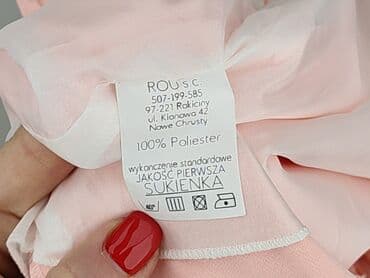 ROU s.c.
507-199-585
97-221 Rokiciny
ul. Klonowa 42
Nowe Chrusty
100% Poliester
wykończenie standardowe
JAKOŚĆ PIERWSZA
SUKIENKA